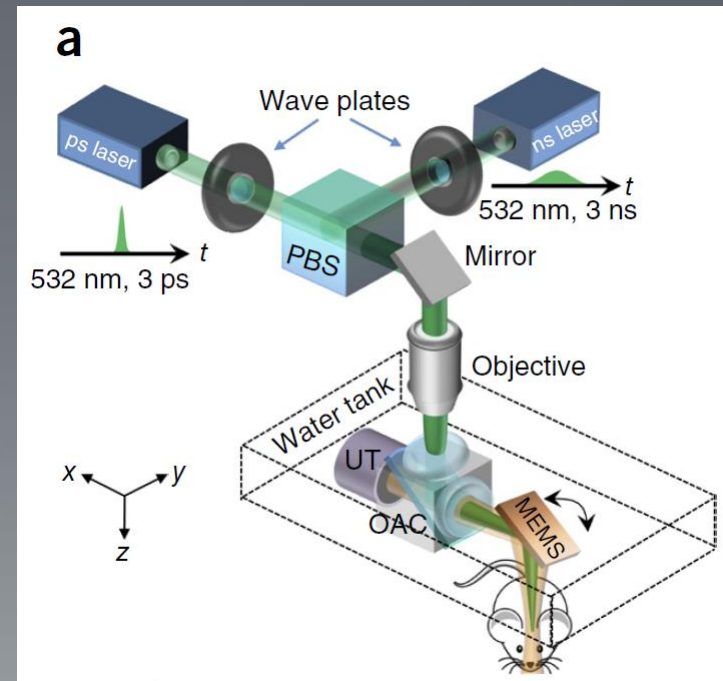 a
Wave plates
ps laser
ns laser
t
532 nm, 3 ns
t
532 nm, 3 ps
PBS
Mirror
Objective
Water tank
UT
OAC
MEMS
x
y
z